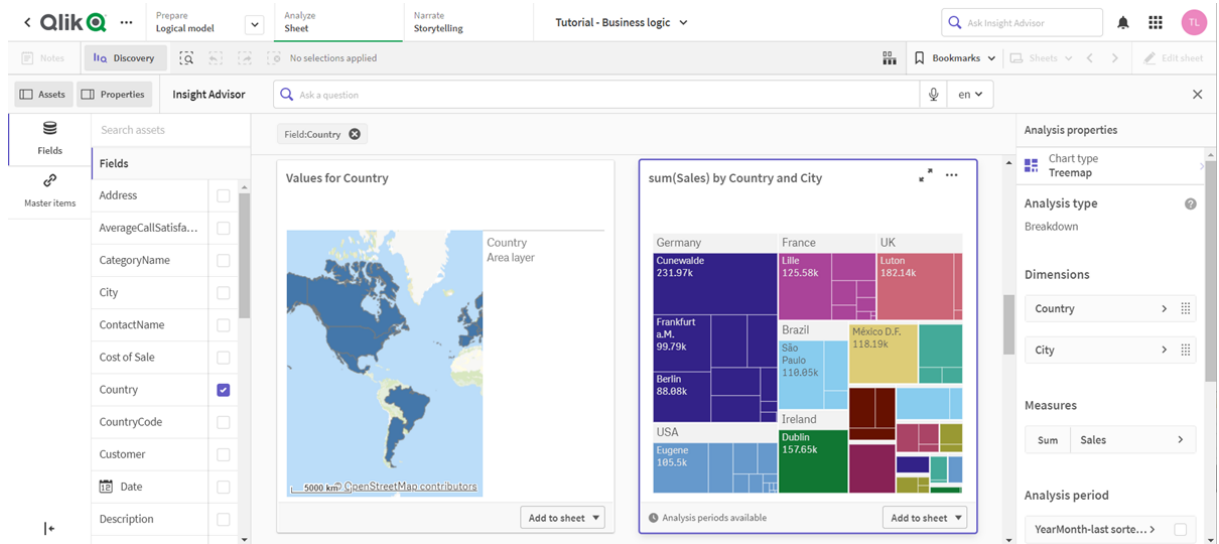 Qlik
Prepare
Logical model
Analyze
Sheet
Narrate
Storytelling
Tutorial - Business logic
Ask Insight Advisor
TL
Notes
Discovery
No selections applied
Bookmarks
Sheets
Edit sheet
Assets
Properties
Insight Advisor
Ask a question
en
Fields
Master items
Search assets
Fields
Address
AverageCallSatisfa...
CategoryName
City
ContactName
Cost of Sale
Country
CountryCode
Customer
Date
Description
Field:Country
Values for Country
Country
Area layer
5000 km
© OpenStreetMap contributors
Add to sheet
sum(Sales) by Country and City
Germany
Cunewalde
231.97k
Frankfurt
a.M.
99.79k
Berlin
88.08k
USA
Eugene
105.5k
France
Lille
125.58k
UK
Luton
182.14k
Brazil
São
Paulo
110.05k
México D.F.
118.19k
Ireland
Dublin
157.65k
Analysis periods available
Add to sheet
Analysis properties
Chart type
Treemap
Analysis type
Breakdown
Dimensions
Country
City
Measures
Sum
Sales
Analysis period
YearMonth-last sorte...